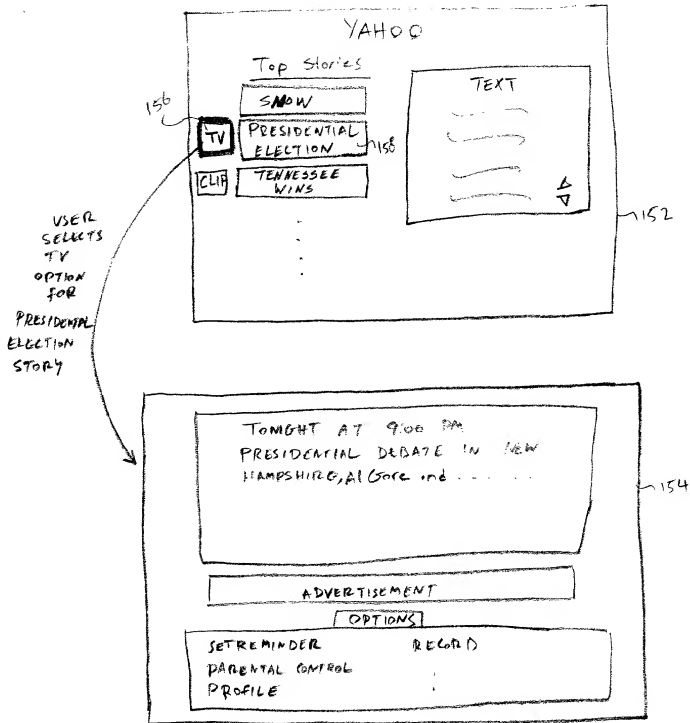 YAHOO
Top Stories
SNOW
156
TV
PRESIDENTIAL
ELECTION
158
CLIP
TENNESSEE
WINS
TEXT
152
USER
SELECTS
TV
OPTION
FOR
PRESIDENTIAL
ELECTION
STORY
TONIGHT AT 9:00 PM
PRESIDENTIAL DEBATE IN NEW
HAMPSHIRE, Al Gore and . . . . . .
154
ADVERTISEMENT
OPTIONS
SET REMINDER RECORD
PARENTAL CONTROL
PROFILE